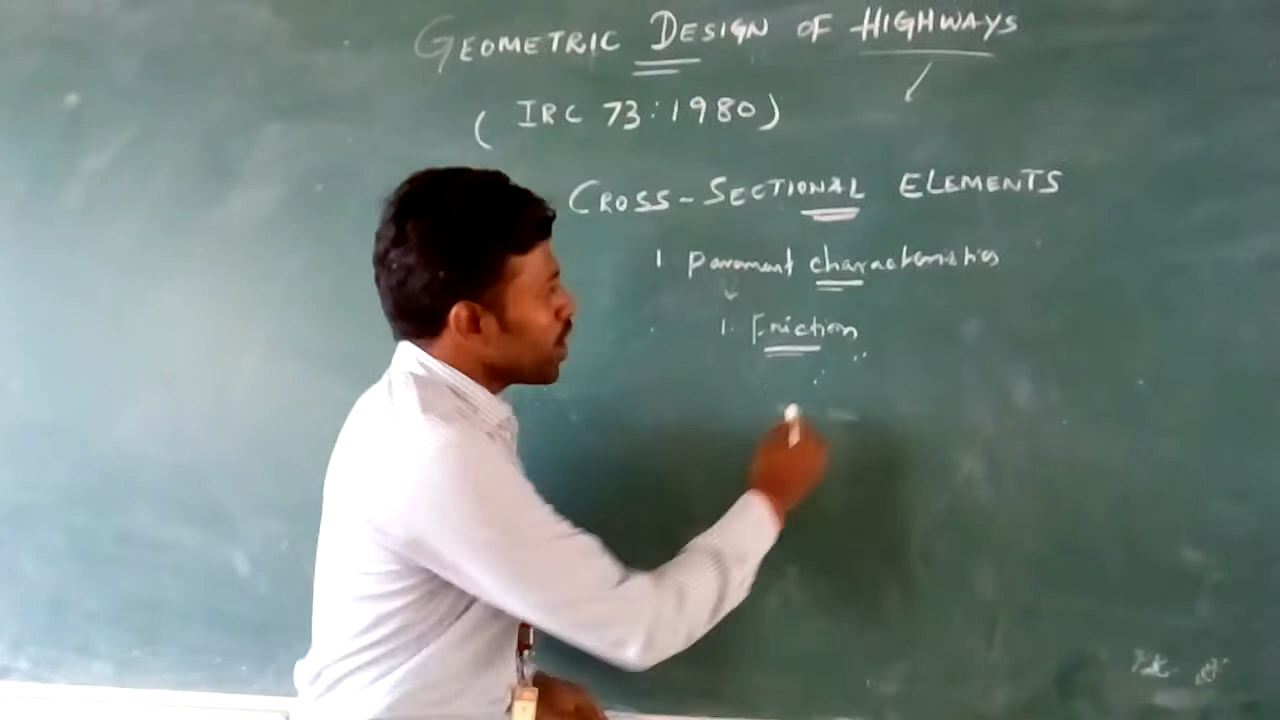 GEOMETRIC DESIGN OF HIGHWAYS
( IRC 73:1980)
CROSS-SECTIONAL ELEMENTS
1 Pavement characteristics
1. Friction